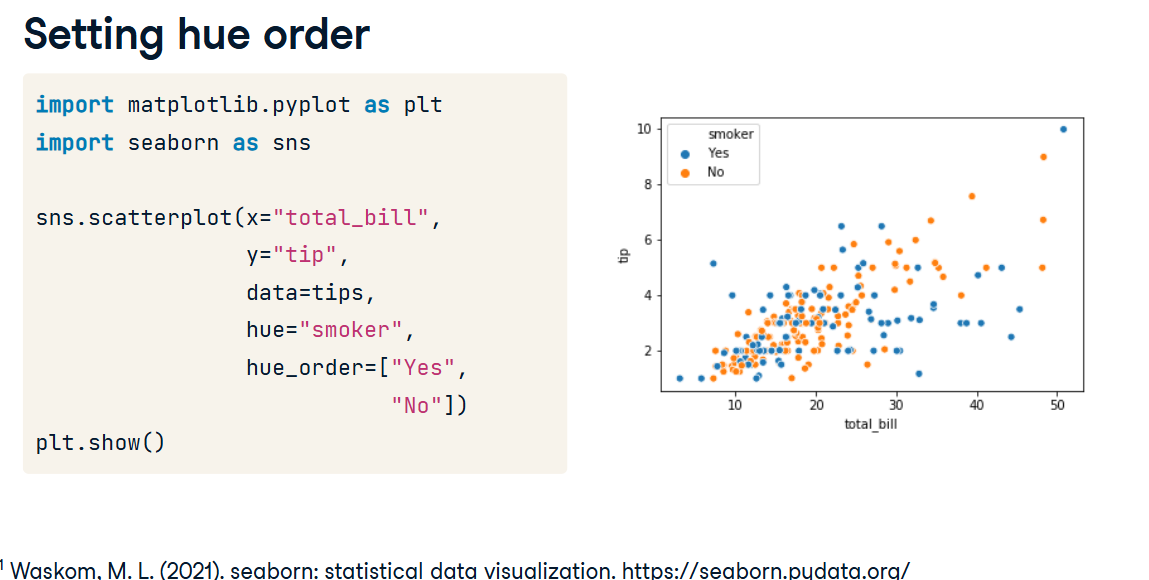 Setting hue order
import matplotlib.pyplot as plt
import seaborn as sns
sns.scatterplot(x="total_bill",
y="tip",
data=tips,
hue="smoker",
hue_order=["Yes",
"No"])
plt.show()
smoker
Yes
No
10
8
6
4
2
tip
10 20 30 40 50
total_bill
1 Waskom, M. L. (2021). seaborn: statistical data visualization. https://seaborn.pydata.org/